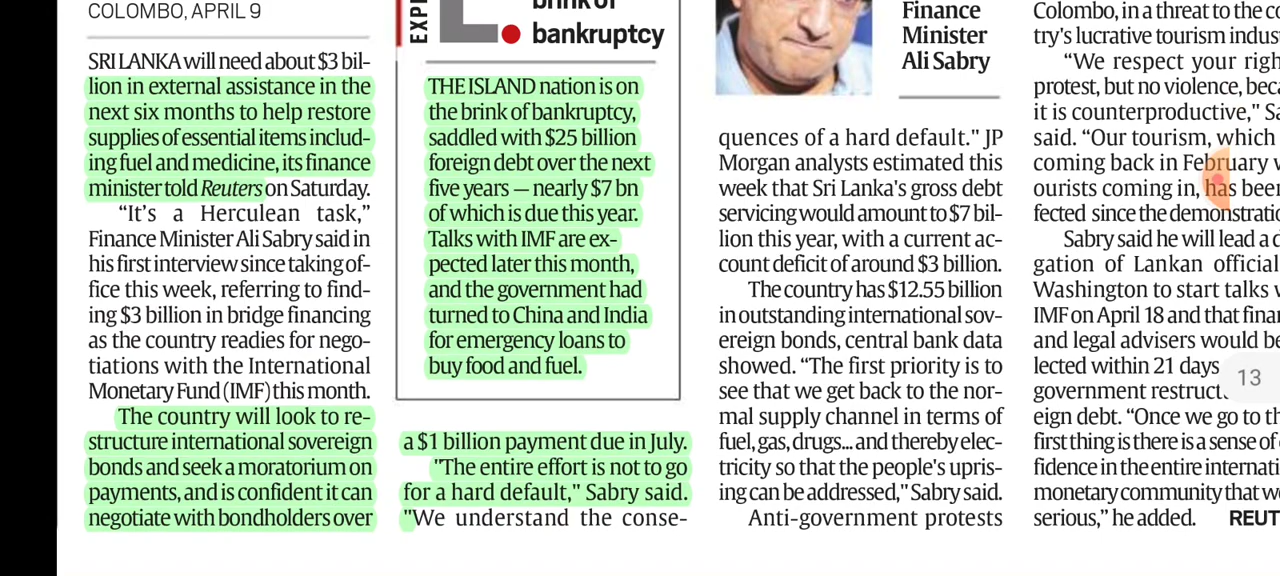 COLOMBO, APRIL 9
SRI LANKA will need about $3 bil-
lion in external assistance in the
next six months to help restore
supplies of essential items includ-
ing fuel and medicine, its finance
minister told Reuters on Saturday.
“It's a Herculean task,”
Finance Minister Ali Sabry said in
his first interview since taking of-
fice this week, referring to find-
ing $3 billion in bridge financing
as the country readies for nego-
tiations with the International
Monetary Fund (IMF) this month.
The country will look to re-
structure international sovereign
bonds and seek a moratorium on
payments, and is confident it can
negotiate with bondholders over
brink of
bankruptcy
THE ISLAND nation is on
the brink of bankruptcy,
saddled with $25 billion
foreign debt over the next
five years — nearly $7 bn
of which is due this year.
Talks with IMF are ex-
pected later this month,
and the government had
turned to China and India
for emergency loans to
buy food and fuel.
a $1 billion payment due in July.
"The entire effort is not to go
for a hard default," Sabry said.
"We understand the conse-
Finance
Minister
Ali Sabry
quences of a hard default." JP
Morgan analysts estimated this
week that Sri Lanka's gross debt
servicing would amount to $7 bil-
lion this year, with a current ac-
count deficit of around $3 billion.
The country has $12.55 billion
in outstanding international sov-
ereign bonds, central bank data
showed. “The first priority is to
see that we get back to the nor-
mal supply channel in terms of
fuel, gas, drugs... and thereby elec-
tricity so that the people's upris-
ing can be addressed," Sabry said.
Anti-government protests
Colombo, in a threat to the
try's lucrative tourism
“We respect your
protest, but no violence,
it is counterproductive,"
said. “Our tourism, which
coming back in February
ourists coming in, has been
fected since the
Sabry said he will lead a
gation of Lankan
Washington to start talks
IMF on April 18 and that
and legal advisers would be
lected within 21 days
government
eign debt. “Once we go to
first thing is there is a sense of
fidence in the entire
monetary community that
serious,” he added.
13